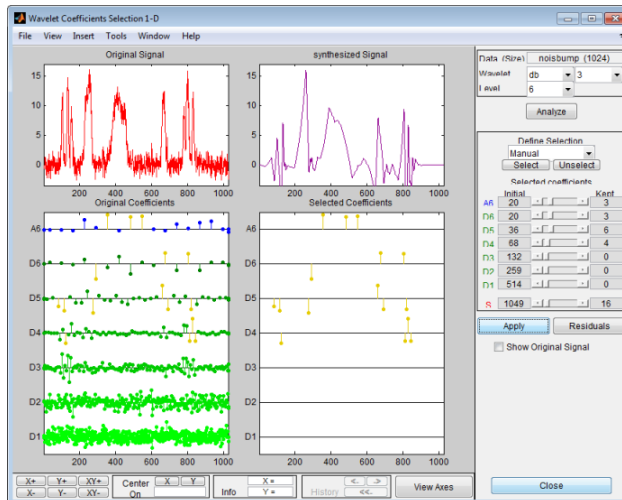 Wavelet Coefficients Selection 1-D
File View Insert Tools Window Help
Original Signal
15
10
5
0
200 400 600 800 1000
synthesized Signal
15
10
5
0
200 400 600 800 1000
Original Coefficients
A6
D6
D5
D4
D3
D2
D1
200 400 600 800 1000
Selected Coefficients
A6
D6
D5
D4
D3
D2
D1
200 400 600 800 1000
Data (Size) noisbump (1024)
Wavelet db 3
Level 6
Analyze
Define Selection
Manual
Select Unselect
Selected coefficients
Initial Kept
A6 20 3
D6 20 3
D5 36 6
D4 68 4
D3 132 0
D2 259 0
D1 514 0
S 1049 16
Apply Residuals
Show Original Signal
X+ Y+ XY+
X- Y- XY-
Center On X Y
Info X = Y =
History <- -> <<-
View Axes
Close